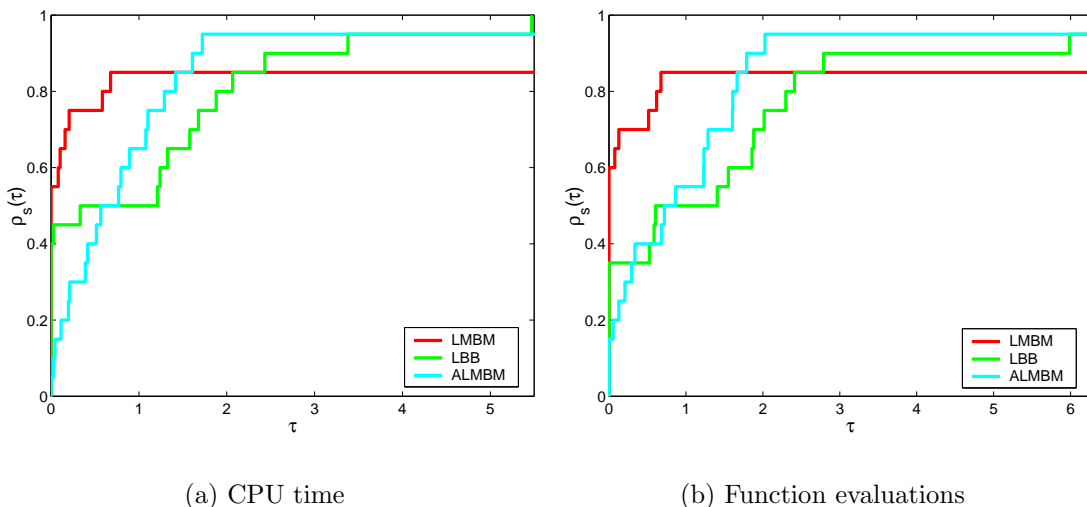 1
0.8
0.6
0.4
0.2
0
ρs(τ)
0 1 2 3 4 5
τ
LMBM
LBB
ALMBM
(a) CPU time
1
0.8
0.6
0.4
0.2
0
ρs(τ)
0 1 2 3 4 5 6
τ
LMBM
LBB
ALMBM
(b) Function evaluations